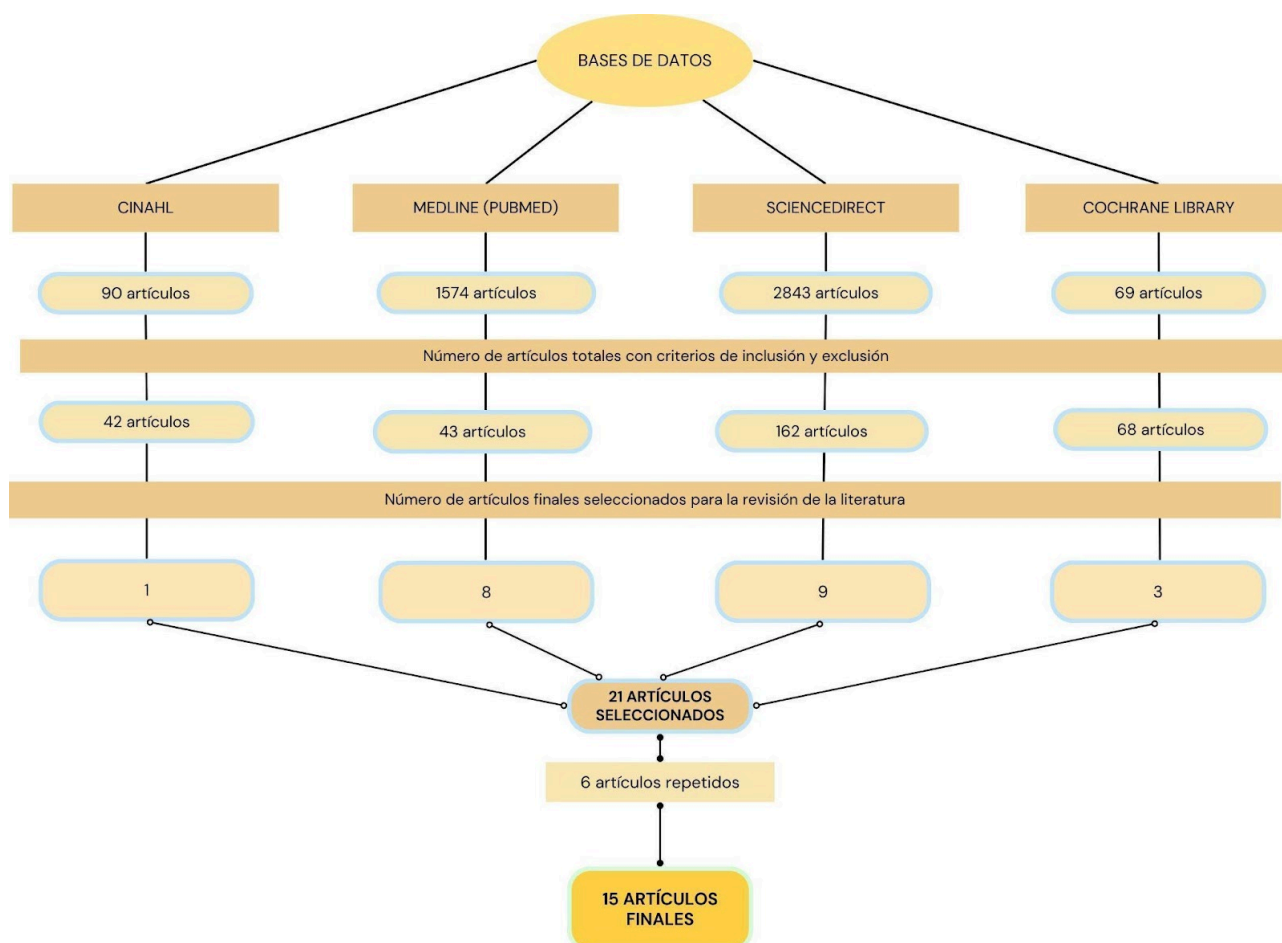 BASES DE DATOS
CINAHL
MEDLINE (PUBMED)
SCIENCEDIRECT
COCHRANE LIBRARY
90 artículos
1574 artículos
2843 artículos
69 artículos
Número de artículos totales con criterios de inclusión y exclusión
42 artículos
43 artículos
162 artículos
68 artículos
Número de artículos finales seleccionados para la revisión de la literatura
1
8
9
3
21 ARTÍCULOS
SELECCIONADOS
6 artículos repetidos
15 ARTÍCULOS
FINALES